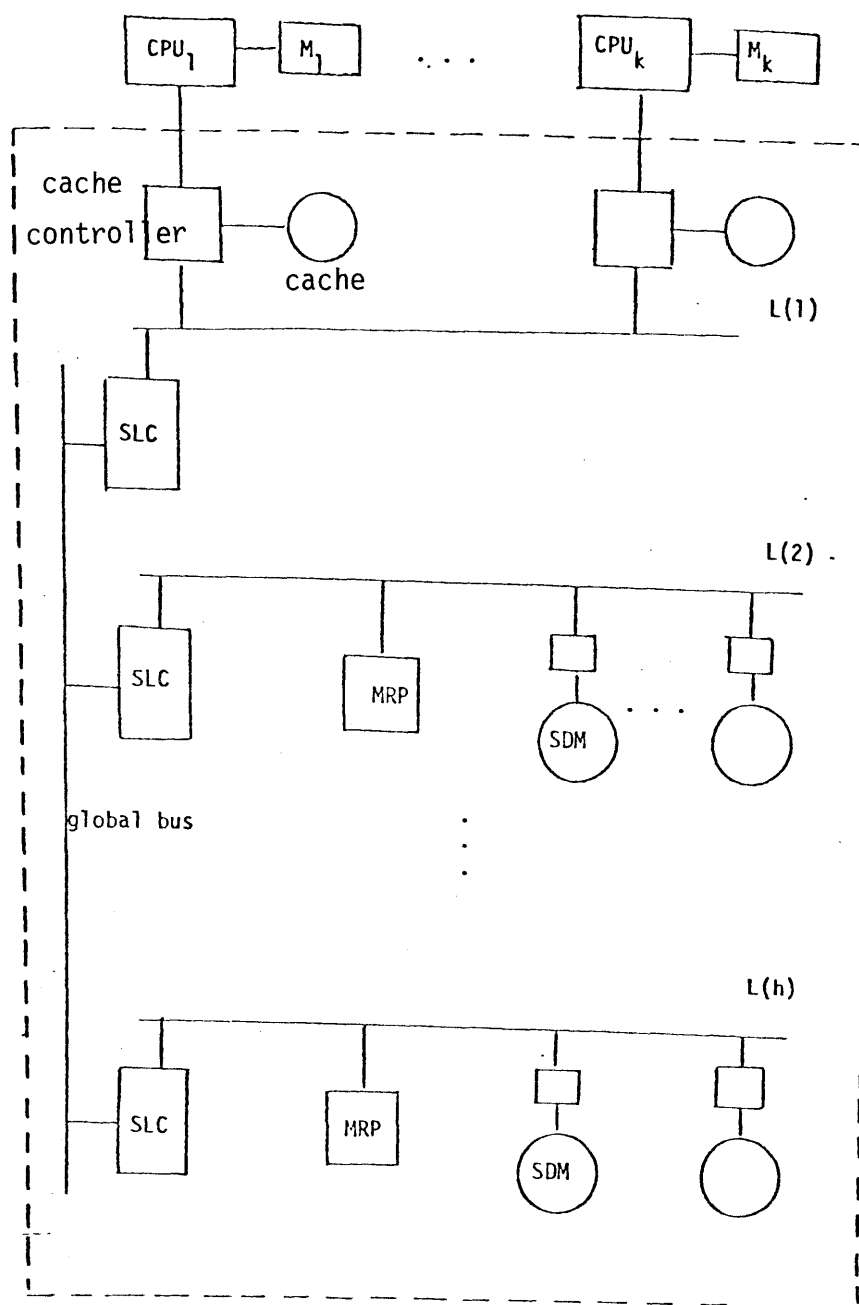 CPU1 M1 . . . CPUk Mk
cache
controller
cache
L(1)
SLC
L(2)
SLC MRP SDM . . .
global bus
L(h)
SLC MRP SDM